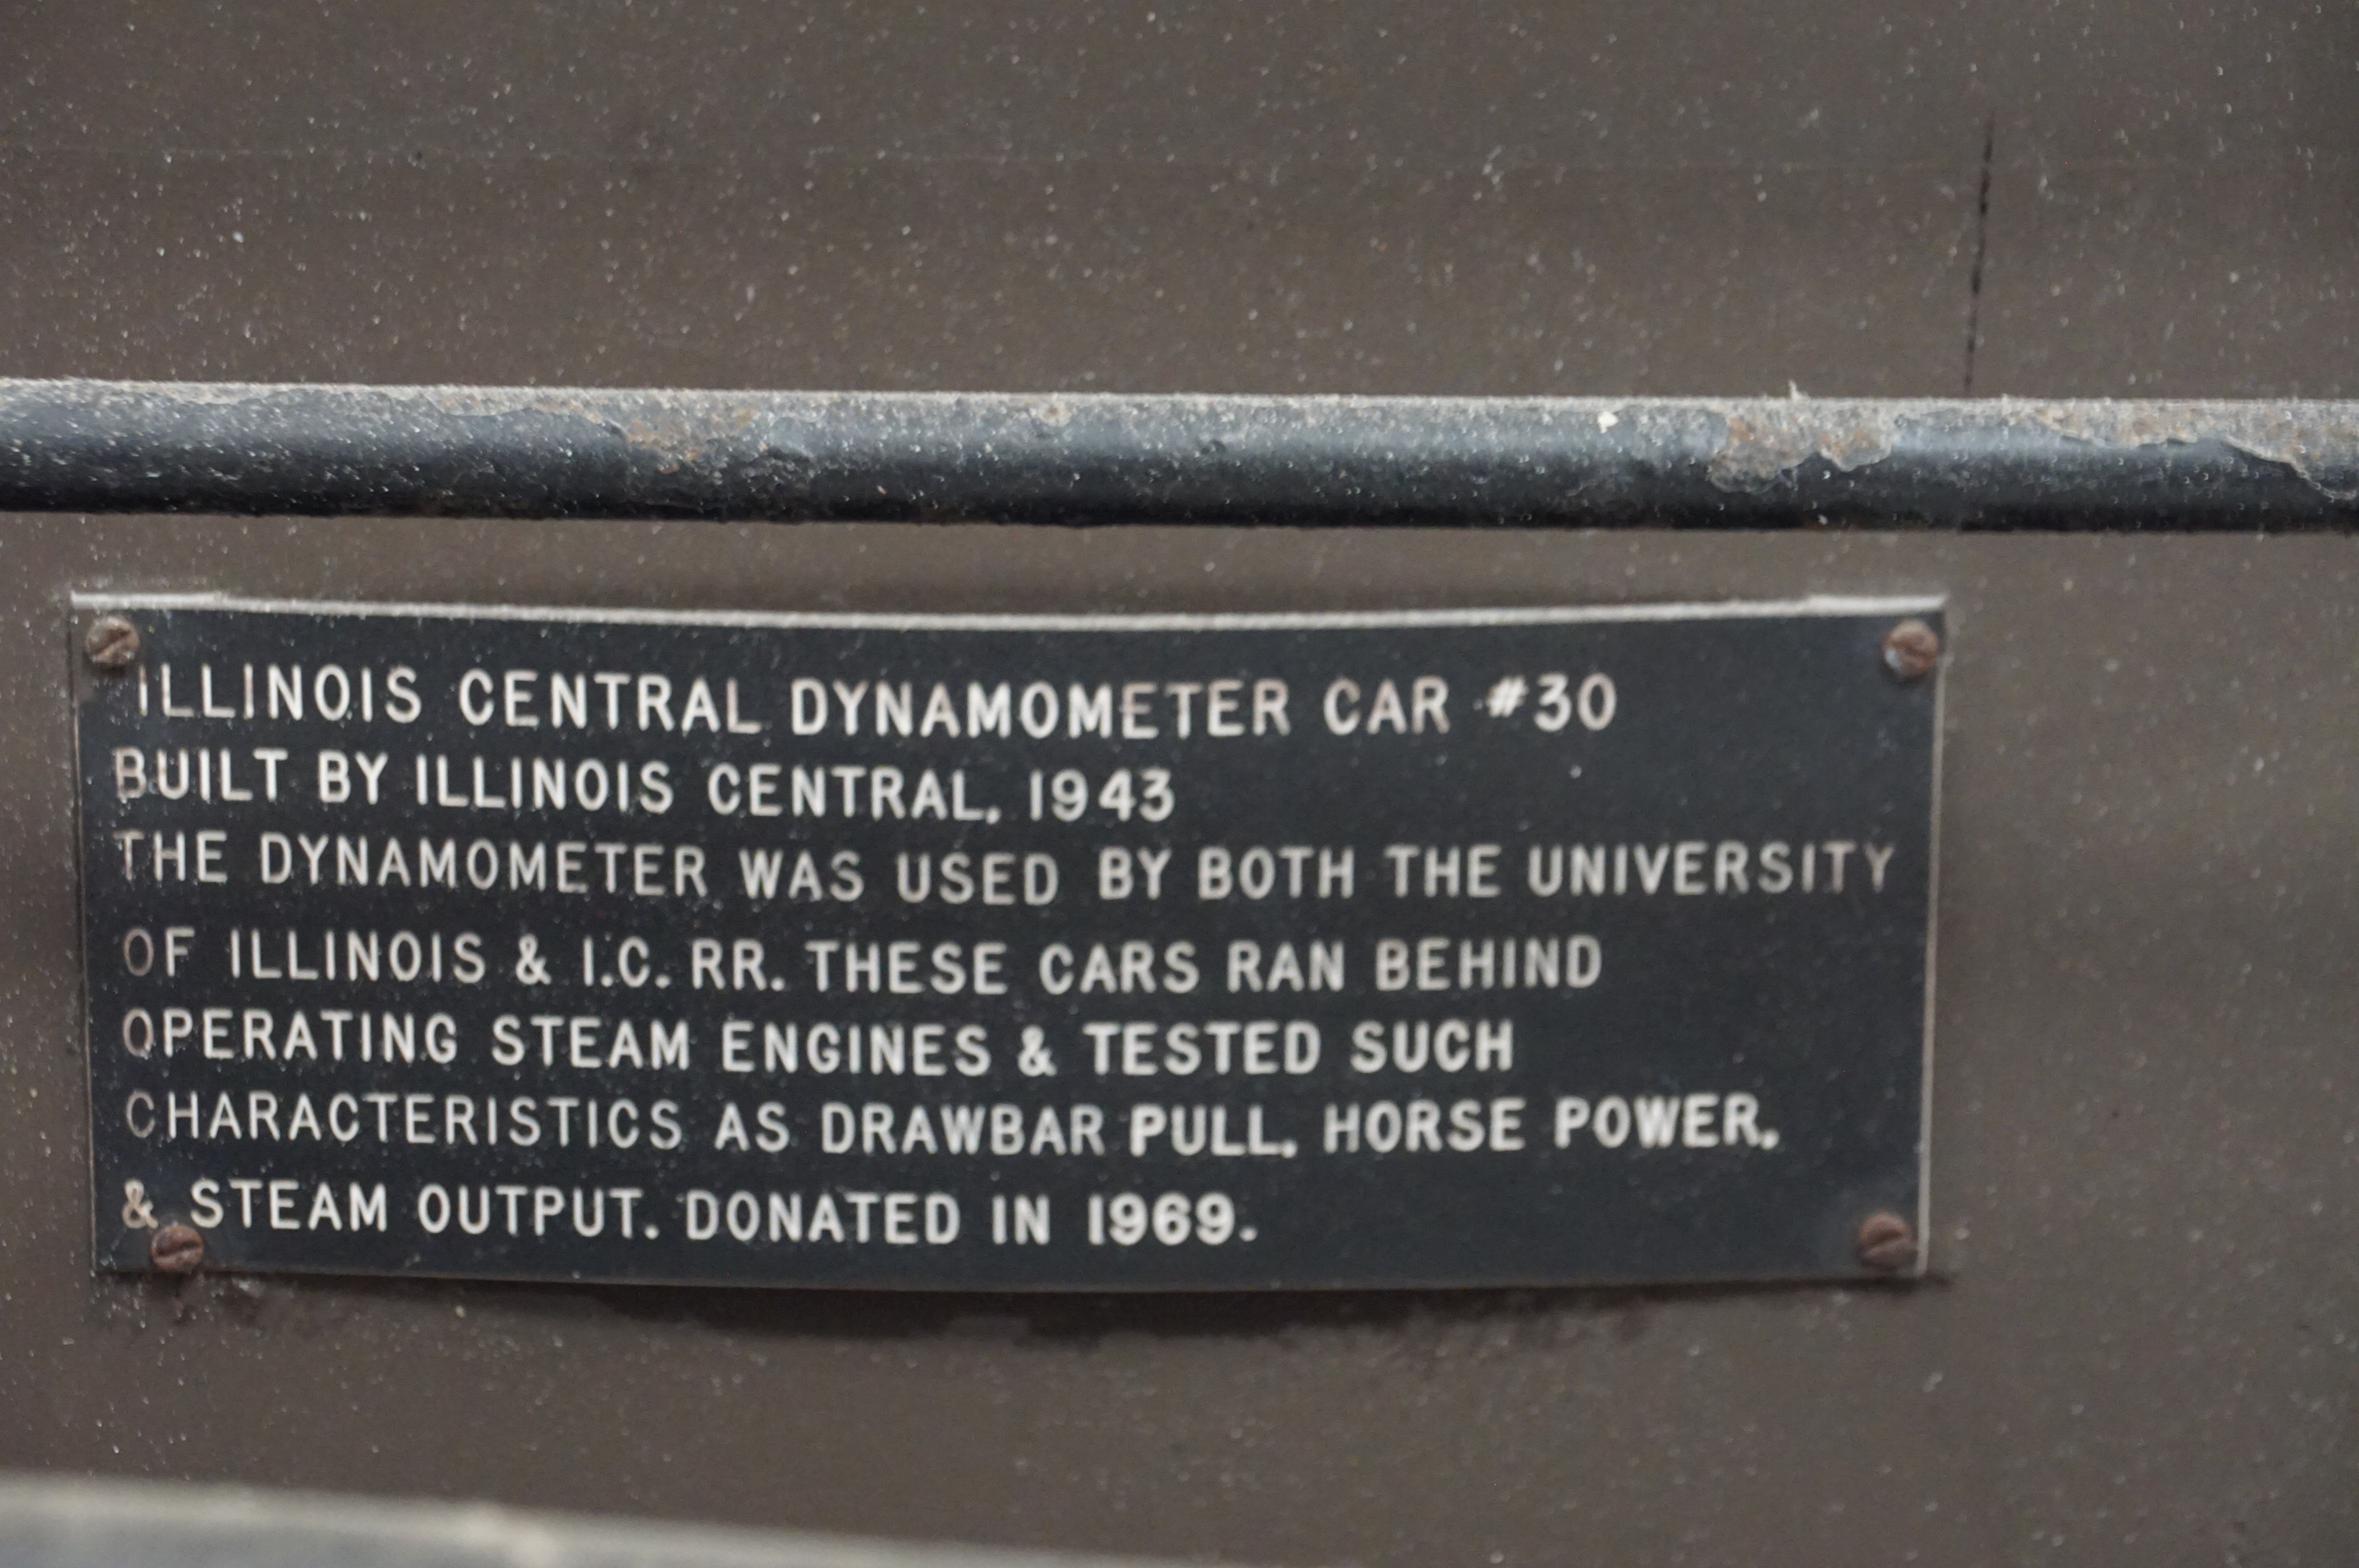 ILLINOIS CENTRAL DYNAMOMETER CAR #30
BUILT BY ILLINOIS CENTRAL, 1943
THE DYNAMOMETER WAS USED BY BOTH THE UNIVERSITY
OF ILLINOIS & I.C. RR. THESE CARS RAN BEHIND
OPERATING STEAM ENGINES & TESTED SUCH
CHARACTERISTICS AS DRAWBAR PULL, HORSE POWER,
& STEAM OUTPUT. DONATED IN 1969.